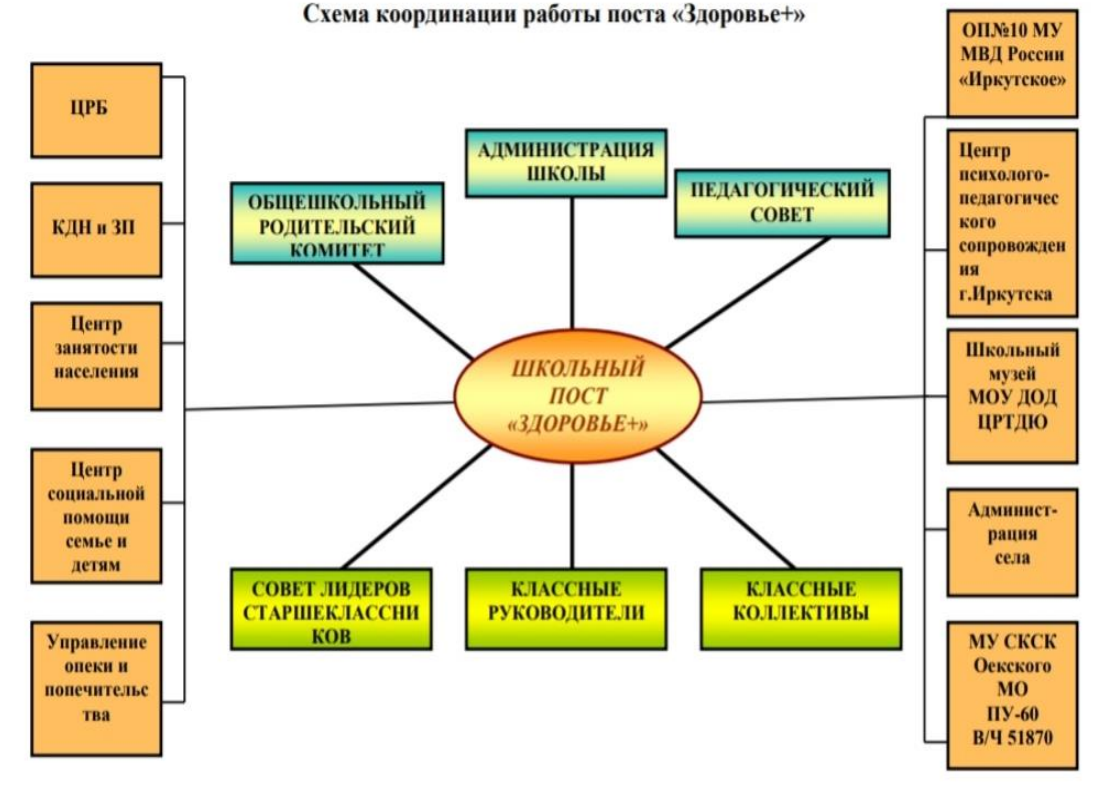 Схема координации работы поста «Здоровье+»
ЦРБ
КДН и ЗП
Центр
занятости
населения
Центр
социальной
помощи
семье и
детям
Управление
опеки и
попечительс
тва
ОБЩЕШКОЛЬНЫЙ
РОДИТЕЛЬСКИЙ
КОМИТЕТ
АДМИНИСТРАЦИЯ
ШКОЛЫ
ПЕДАГОГИЧЕСКИЙ
СОВЕТ
ШКОЛЬНЫЙ
ПОСТ
«ЗДОРОВЬЕ+»
СОВЕТ ЛИДЕРОВ
СТАРШЕКЛАССНИ
КОВ
КЛАССНЫЕ
РУКОВОДИТЕЛИ
КЛАССНЫЕ
КОЛЛЕКТИВЫ
ОП№10 МУ
МВД России
«Иркутское»
Центр
психолого-
педагогичес
кого
сопровожден
ия
г.Иркутска
Школьный
музей
МОУ ДОД
ЦРТДЮ
Админист-
рация
села
МУ СКСК
Оекского
МО
ПУ-60
В/Ч 51870